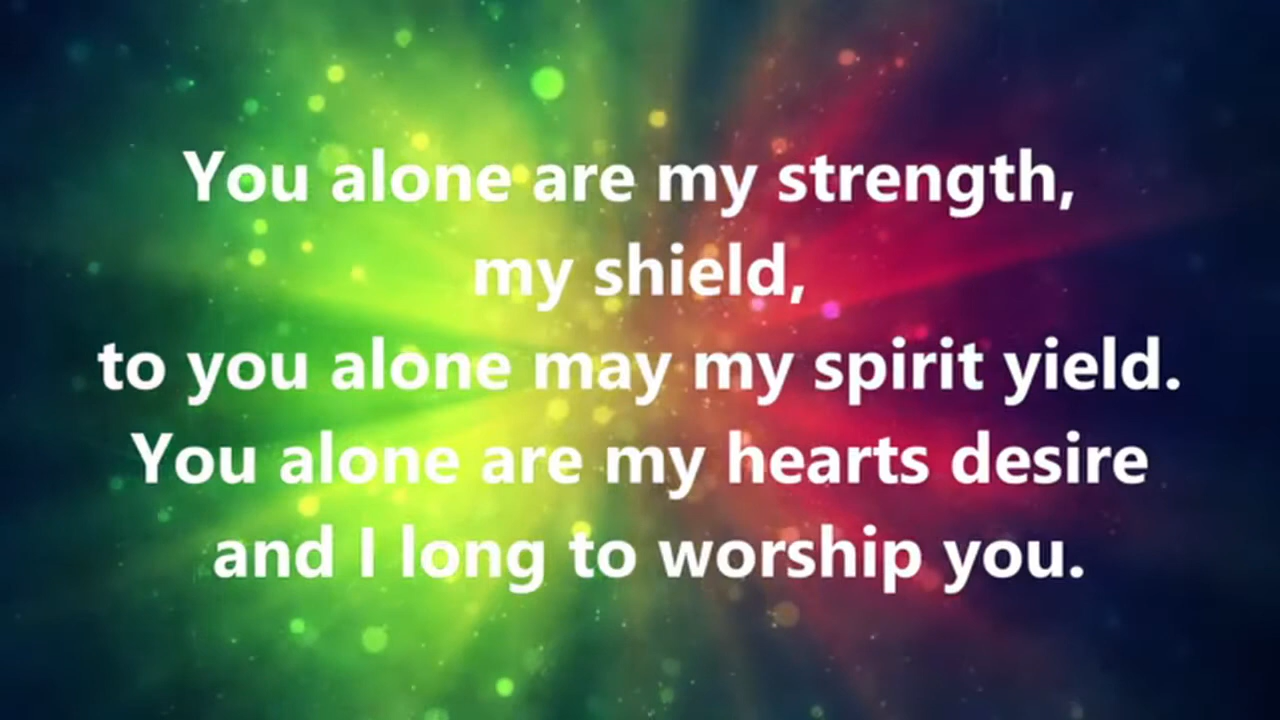 You alone are my strength,
my shield,
to you alone may my spirit yield.
You alone are my hearts desire
and I long to worship you.